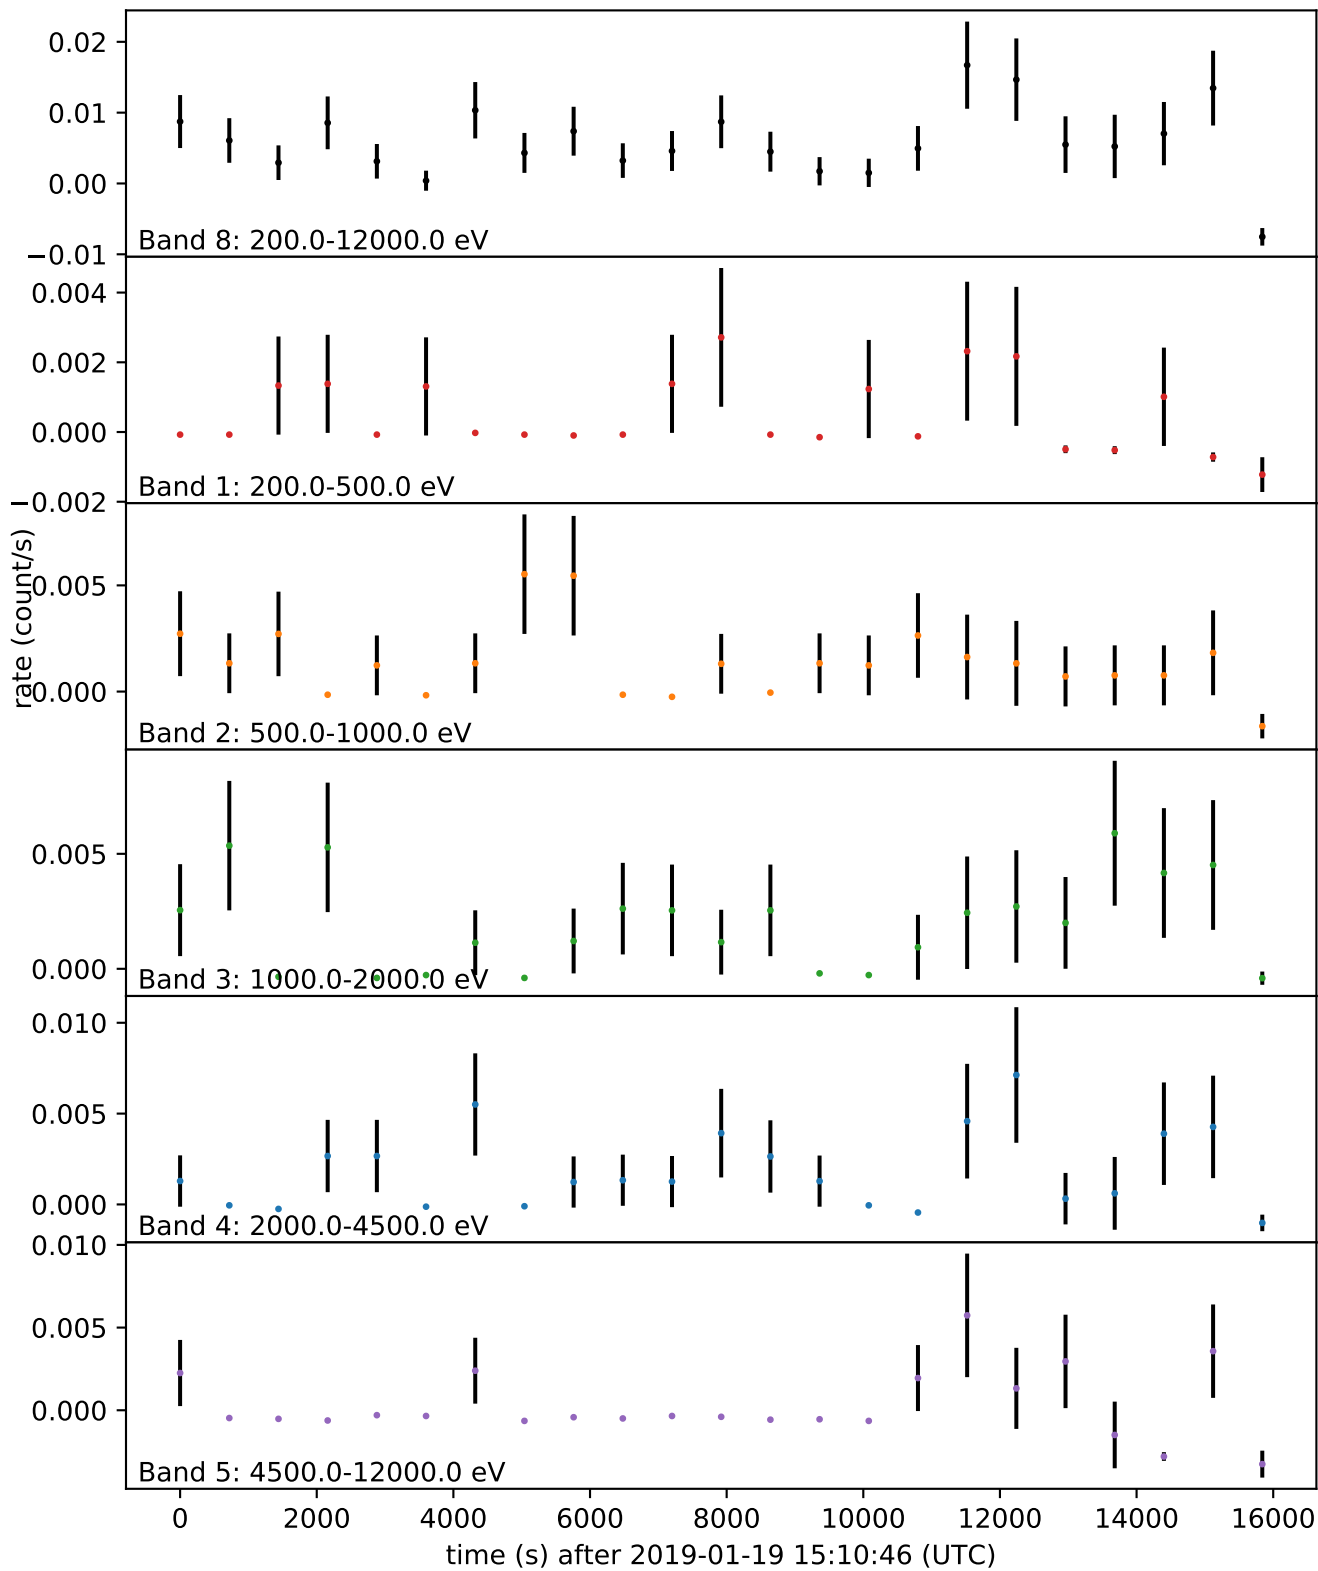 0.02
0.01
0.00
−0.01
Band 8: 200.0-12000.0 eV
0.004
0.002
0.000
−0.002
Band 1: 200.0-500.0 eV
rate (count/s)
0.005
0.000
Band 2: 500.0-1000.0 eV
0.005
0.000
Band 3: 1000.0-2000.0 eV
0.010
0.005
0.000
Band 4: 2000.0-4500.0 eV
0.010
0.005
0.000
Band 5: 4500.0-12000.0 eV
0 2000 4000 6000 8000 10000 12000 14000 16000
time (s) after 2019-01-19 15:10:46 (UTC)